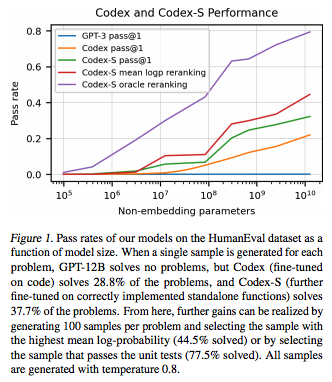 Codex and Codex-S Performance
GPT-3 pass@1
Codex pass@1
Codex-S pass@1
Codex-S mean logp reranking
Codex-S oracle reranking
Pass rate
0.8
0.6
0.4
0.2
0.0
10^5
10^6
10^7
10^8
10^9
10^10
Non-embedding parameters
Figure 1. Pass rates of our models on the HumanEval dataset as a
function of model size. When a single sample is generated for each
problem, GPT-12B solves no problems, but Codex (fine-tuned
on code) solves 28.8% of the problems, and Codex-S (further
fine-tuned on correctly implemented standalone functions) solves
37.7% of the problems. From here, further gains can be realized by
generating 100 samples per problem and selecting the sample with
the highest mean log-probability (44.5% solved) or by selecting
the sample that passes the unit tests (77.5% solved). All samples
are generated with temperature 0.8.